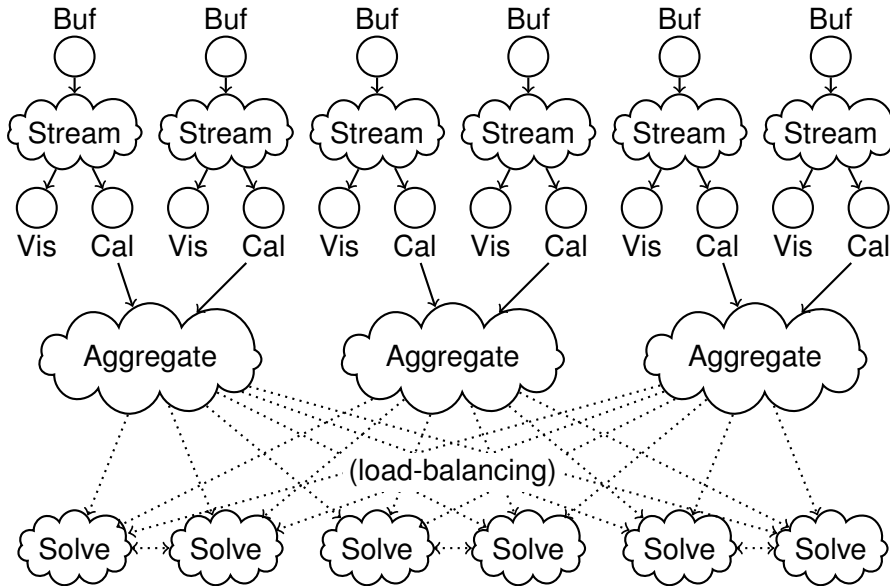 Buf Buf Buf Buf Buf Buf
Stream Stream Stream Stream Stream Stream
Vis Cal Vis Cal Vis Cal Vis Cal Vis Cal Vis Cal
Aggregate Aggregate Aggregate
(load-balancing)
Solve Solve Solve Solve Solve Solve